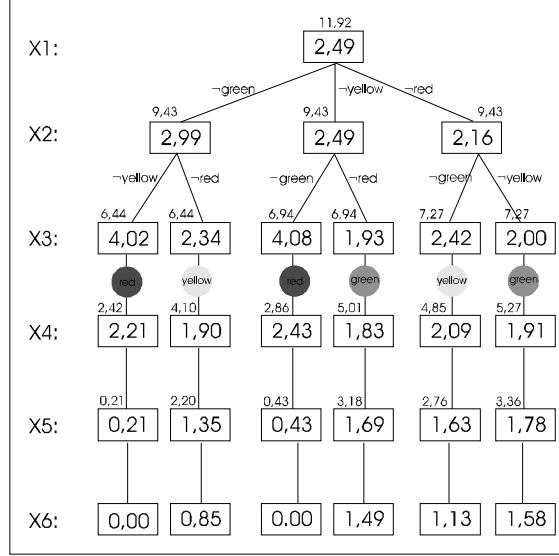 11,92
X1: 2,49
¬green ¬yellow ¬red
9,43 9,43 9,43
X2: 2,99 2,49 2,16
¬yellow ¬red ¬green ¬red ¬green ¬yellow
6,44 6,44 6,94 6,94 7,27 7,27
X3: 4,02 2,34 4,08 1,93 2,42 2,00
red yellow red green yellow green
2,42 4,10 2,86 5,01 4,85 5,27
X4: 2,21 1,90 2,43 1,83 2,09 1,91
0,21 2,20 0,43 3,18 2,76 3,36
X5: 0,21 1,35 0,43 1,69 1,63 1,78
X6: 0,00 0,85 0.00 1,49 1,13 1,58